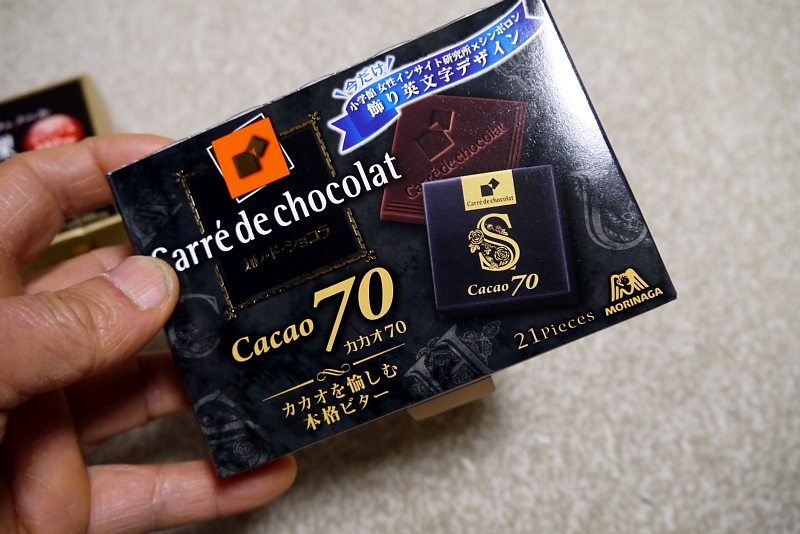 ＼今だけ／
小学館 女性インサイト研究所×シンボロン
飾り英文字デザイン
Carré de chocolat
カレ・ド・ショコラ
Cacao 70
カカオ70
カカオを愉しむ
本格ビター
Carré de chocolat
Carré de chocolat
S
Cacao 70
21 Pieces
MORINAGA